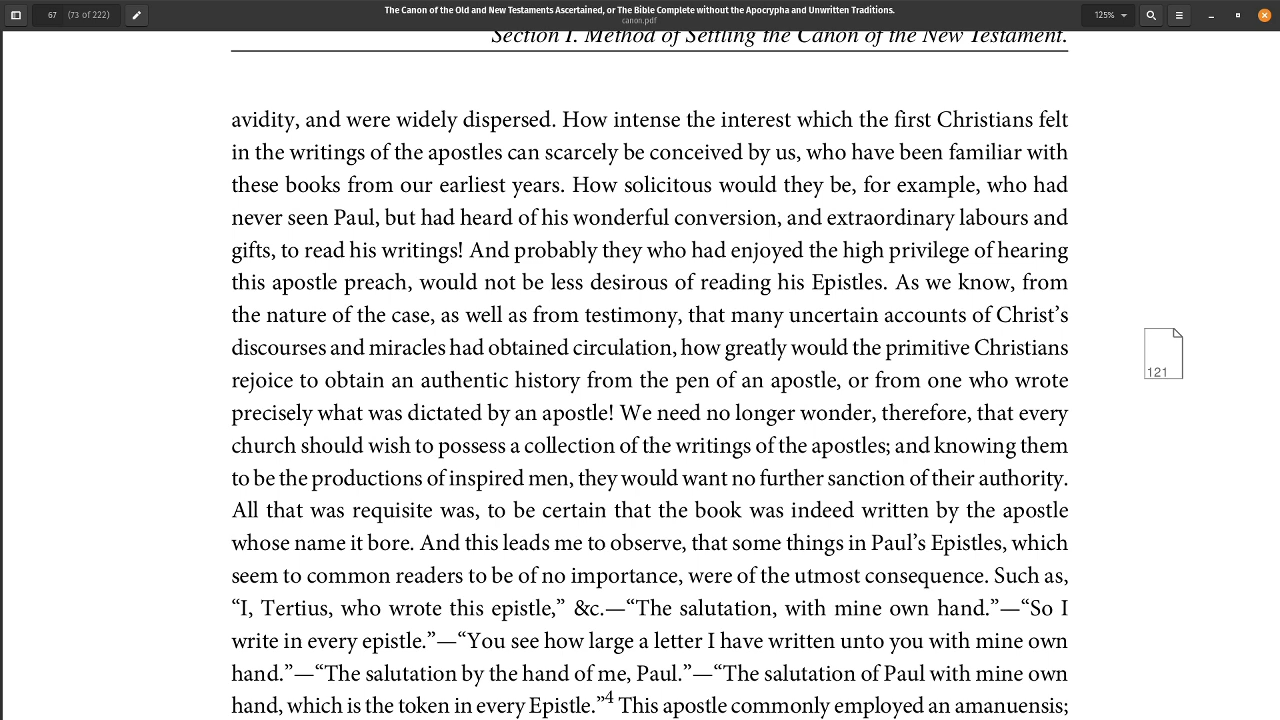 67 (73 of 222)
The Canon of the Old and New Testaments Ascertained, or The Bible Complete without the Apocrypha and Unwritten Traditions.
canon.pdf
125%
Section I. Method of Settling the Canon of the New Testament.
avidity, and were widely dispersed. How intense the interest which the first Christians felt
in the writings of the apostles can scarcely be conceived by us, who have been familiar with
these books from our earliest years. How solicitous would they be, for example, who had
never seen Paul, but had heard of his wonderful conversion, and extraordinary labours and
gifts, to read his writings! And probably they who had enjoyed the high privilege of hearing
this apostle preach, would not be less desirous of reading his Epistles. As we know, from
the nature of the case, as well as from testimony, that many uncertain accounts of Christ’s
discourses and miracles had obtained circulation, how greatly would the primitive Christians
rejoice to obtain an authentic history from the pen of an apostle, or from one who wrote
precisely what was dictated by an apostle! We need no longer wonder, therefore, that every
church should wish to possess a collection of the writings of the apostles; and knowing them
to be the productions of inspired men, they would want no further sanction of their authority.
All that was requisite was, to be certain that the book was indeed written by the apostle
whose name it bore. And this leads me to observe, that some things in Paul’s Epistles, which
seem to common readers to be of no importance, were of the utmost consequence. Such as,
“I, Tertius, who wrote this epistle,” &c.—“The salutation, with mine own hand.”—“So I
write in every epistle.”—“You see how large a letter I have written unto you with mine own
hand.”—“The salutation by the hand of me, Paul.”—“The salutation of Paul with mine own
hand, which is the token in every Epistle.”4 This apostle commonly employed an amanuensis;
121